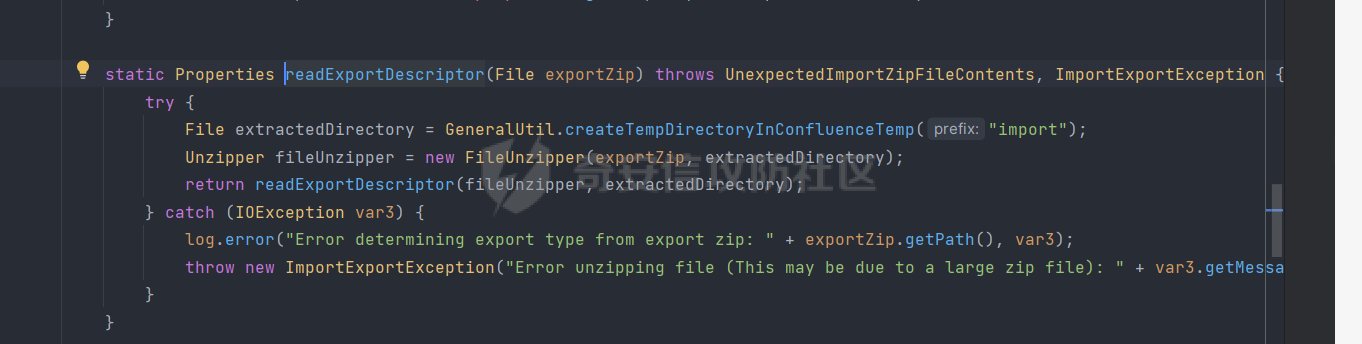 }
static Properties readExportDescriptor(File exportZip) throws UnexpectedImportZipFileContents, ImportExportException {
try {
File extractedDirectory = GeneralUtil.createTempDirectoryInConfluenceTemp( prefix: "import");
Unzipper fileUnzipper = new FileUnzipper(exportZip, extractedDirectory);
return readExportDescriptor(fileUnzipper, extractedDirectory);
} catch (IOException var3) {
log.error("Error determining export type from export zip: " + exportZip.getPath(), var3);
throw new ImportExportException("Error unzipping file (This may be due to a large zip file): " + var3.getMessa
}
}
奇安信攻防社区